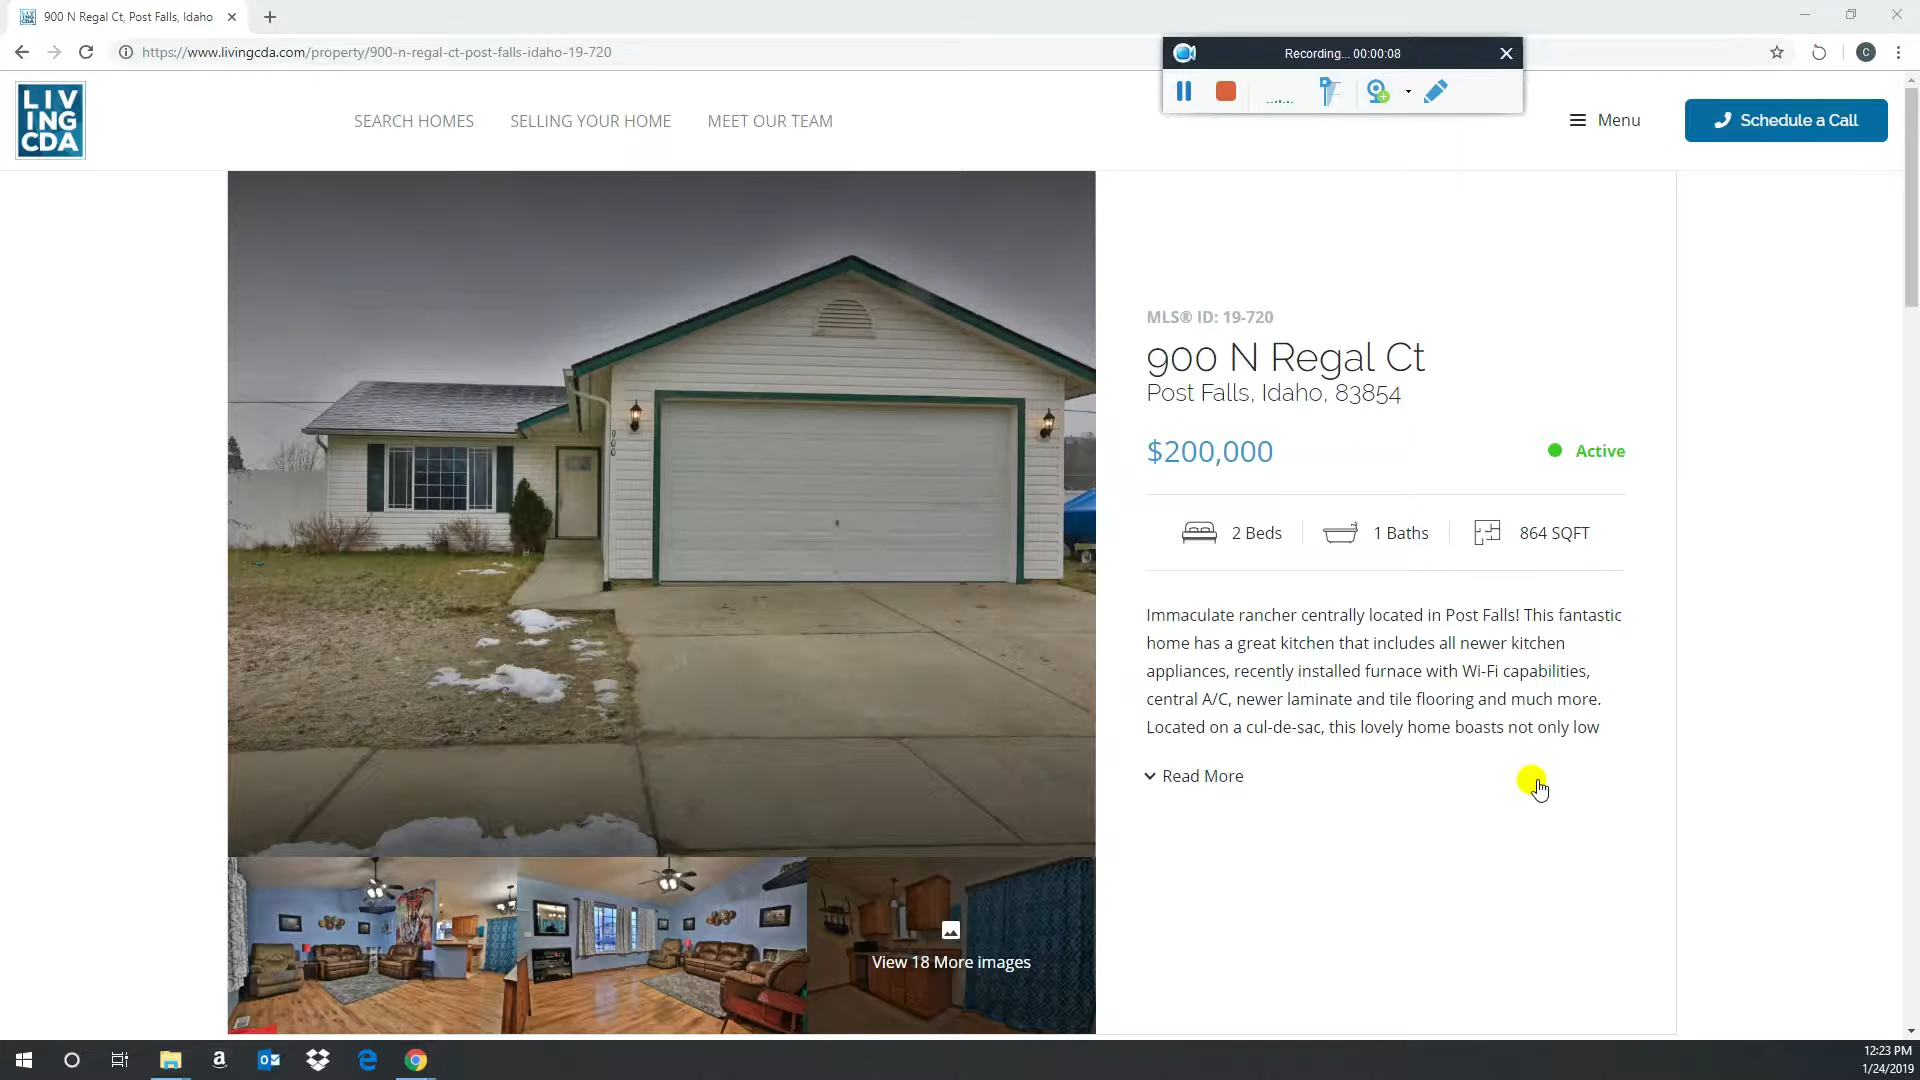 900 N Regal Ct, Post Falls, Idaho
https://www.livingcda.com/property/900-n-regal-ct-post-falls-idaho-19-720
C
Recording... 00:00:08
LIV
ING
CDA
SEARCH HOMES
SELLING YOUR HOME
MEET OUR TEAM
Menu
Schedule a Call
900
MLS® ID: 19-720
900 N Regal Ct
Post Falls, Idaho, 83854
$200,000
Active
2 Beds
1 Baths
864 SQFT
Immaculate rancher centrally located in Post Falls! This fantastic
home has a great kitchen that includes all newer kitchen
appliances, recently installed furnace with Wi-Fi capabilities,
central A/C, newer laminate and tile flooring and much more.
Located on a cul-de-sac, this lovely home boasts not only low
Read More
View 18 More images
12:23 PM
1/24/2019